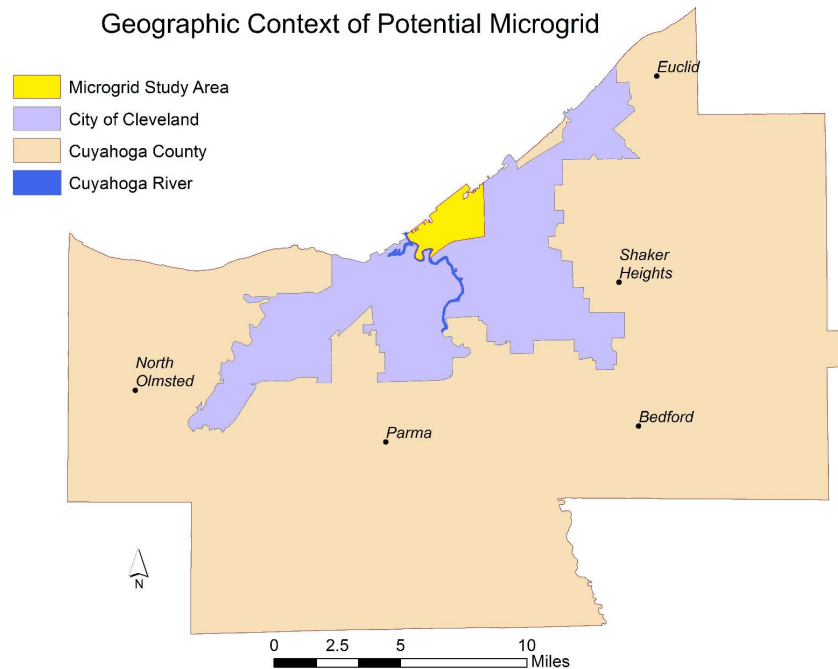 Geographic Context of Potential Microgrid
Microgrid Study Area
City of Cleveland
Cuyahoga County
Cuyahoga River
Euclid
Shaker
Heights
North
Olmsted
Parma
Bedford
N
0 2.5 5 10
Miles